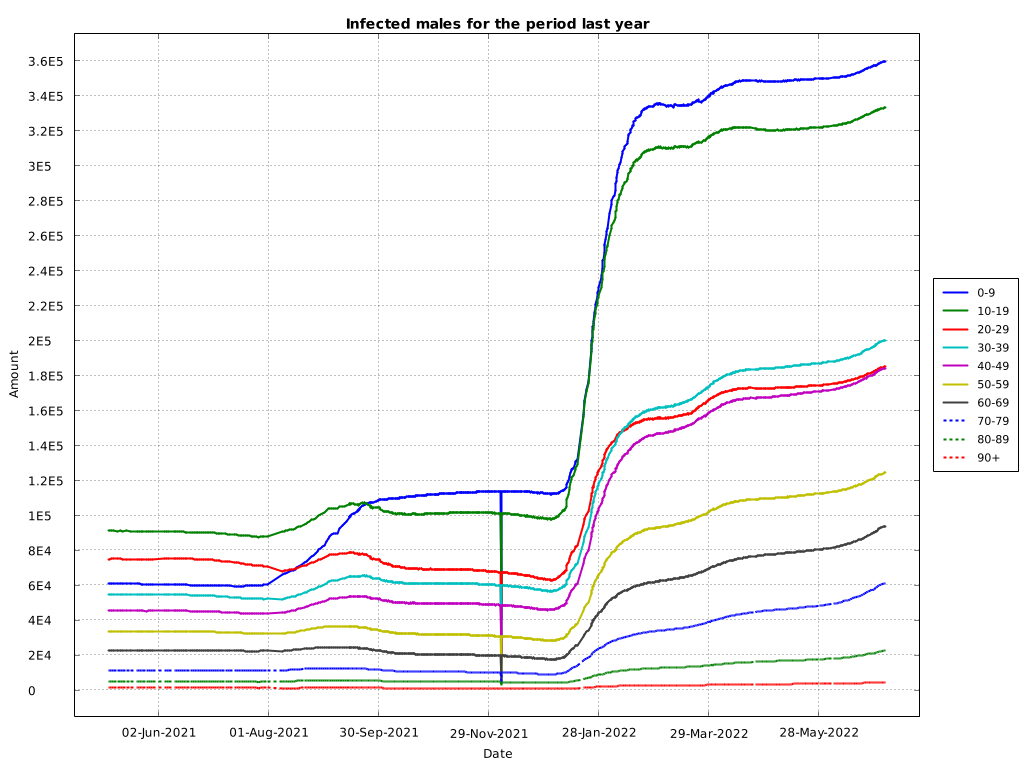 Infected males for the period last year
3.6E5
3.4E5
3.2E5
3E5
2.8E5
2.6E5
2.4E5
2.2E5
2E5
1.8E5
1.6E5
1.4E5
1.2E5
1E5
8E4
6E4
4E4
2E4
0
Amount
02-Jun-2021
01-Aug-2021
30-Sep-2021
29-Nov-2021
28-Jan-2022
29-Mar-2022
28-May-2022
Date
0-9
10-19
20-29
30-39
40-49
50-59
60-69
70-79
80-89
90+